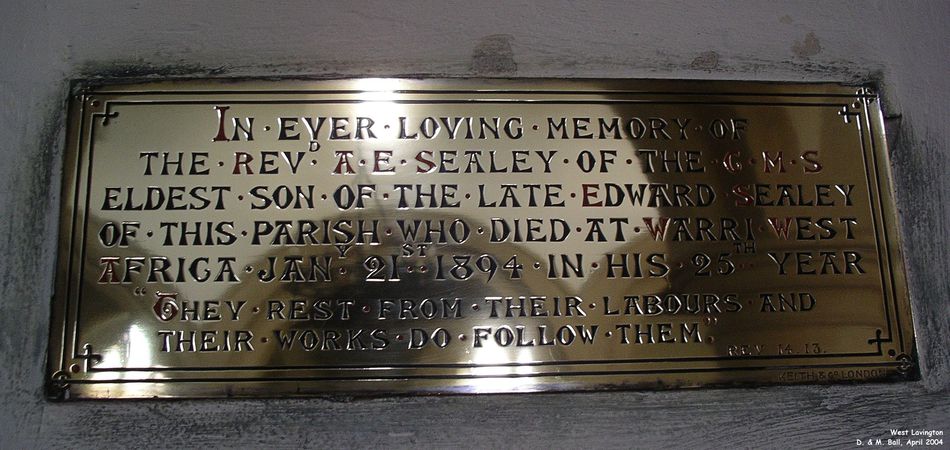 IN · EVER · LOVING · MEMORY · OF
THE · REVD · A · E · SEALEY · OF · THE · C · M · S
ELDEST · SON · OF · THE · LATE · EDWARD · SEALEY
OF · THIS · PARISH · WHO · DIED · AT · WARRI · WEST
AFRICA · JANY · 21ST · 1894 · IN · HIS · 25TH YEAR
"THEY · REST · FROM · THEIR · LABOURS · AND
THEIR · WORKS · DO · FOLLOW · THEM"
REV. 14. 13.
KEITH & CO LONDON
West Lavington
D. & M. Ball, April 2004